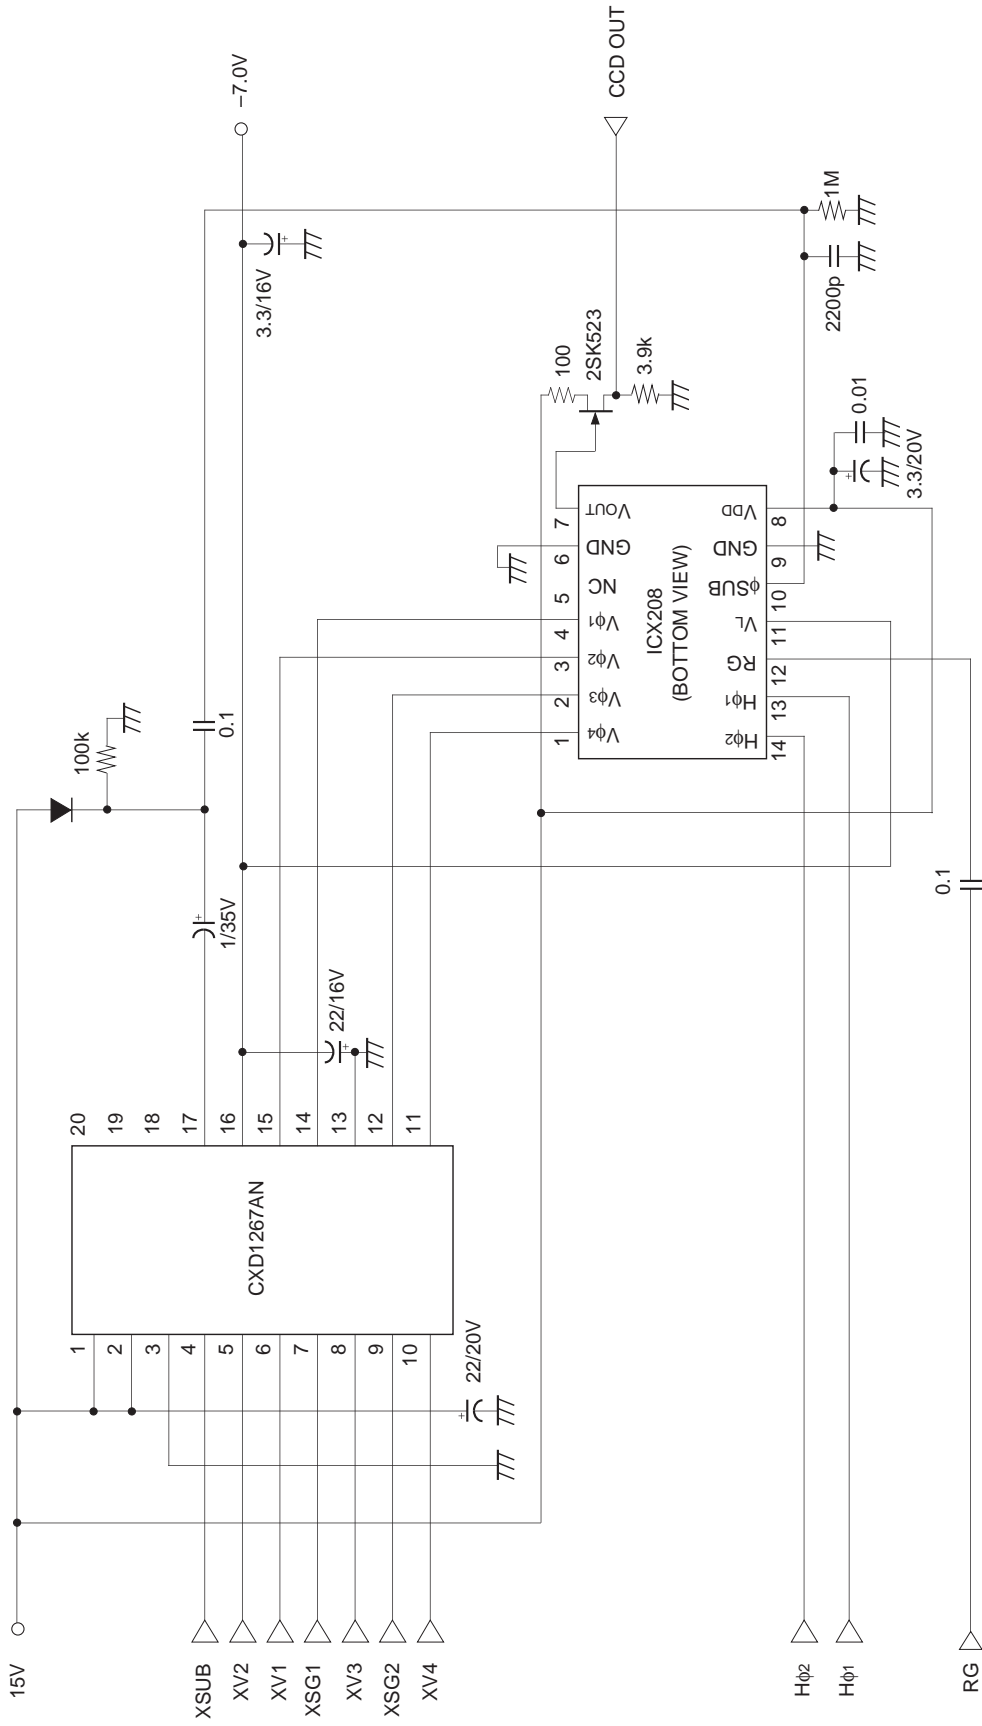 15V
XSUB
XV2
XV1
XSG1
XV3
XSG2
XV4
Hϕ2
Hϕ1
RG
1
2
3
4
5
6
7
8
9
10
22/20V
CXD1267AN
20
19
18
17
16
15
14
13
12
11
22/16V
1/35V
100k
0.1
3.3/16V
–7.0V
0.1
ICX208
(BOTTOM VIEW)
1
2
3
4
5
6
7
Vϕ4
Vϕ3
Vϕ2
Vϕ1
NC
GND
VOUT
Hϕ2
Hϕ1
RG
VL
ϕSUB
GND
VDD
14
13
12
11
10
9
8
100
2SK523
3.9k
CCD OUT
3.3/20V
0.01
2200p
1M